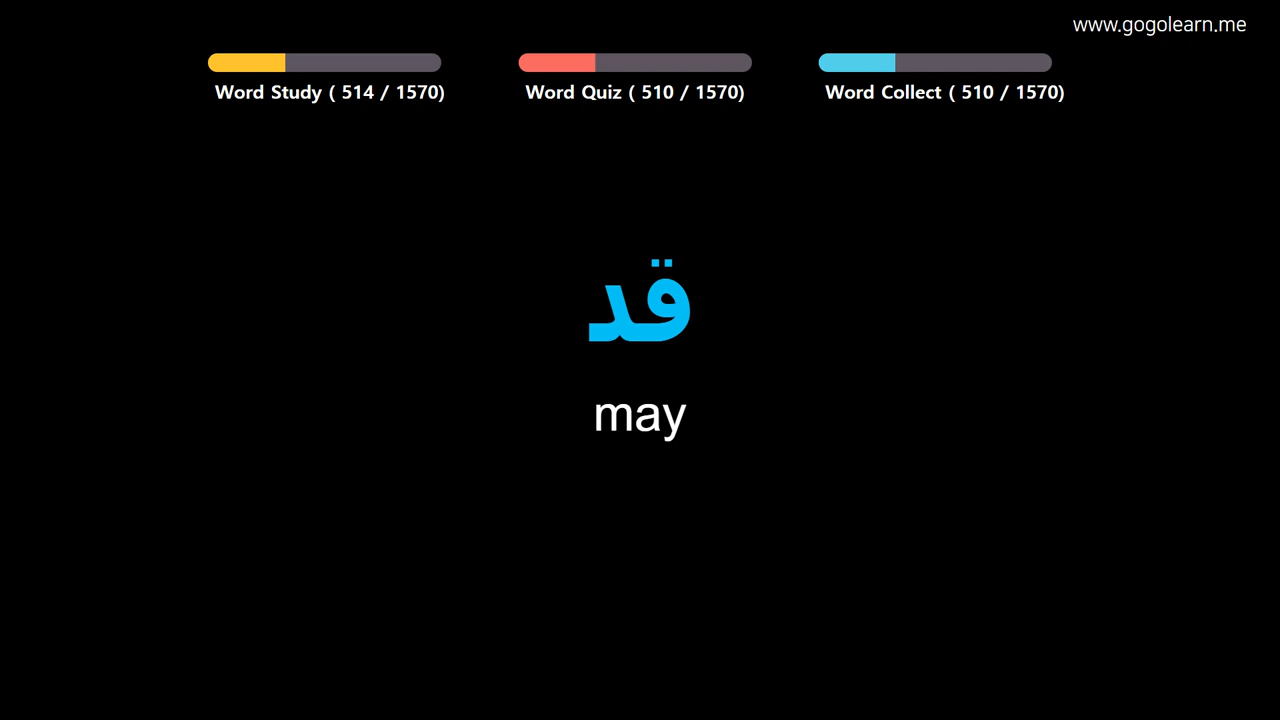 www.gogolearn.me
Word Study ( 514 / 1570)
Word Quiz ( 510 / 1570)
Word Collect ( 510 / 1570)
قد
may